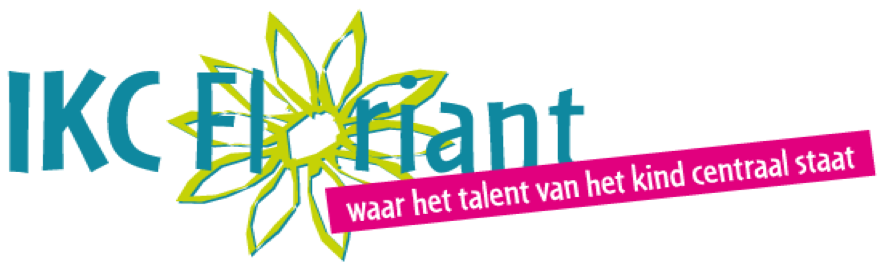 IKC Floriant
waar het talent van het kind centraal staat